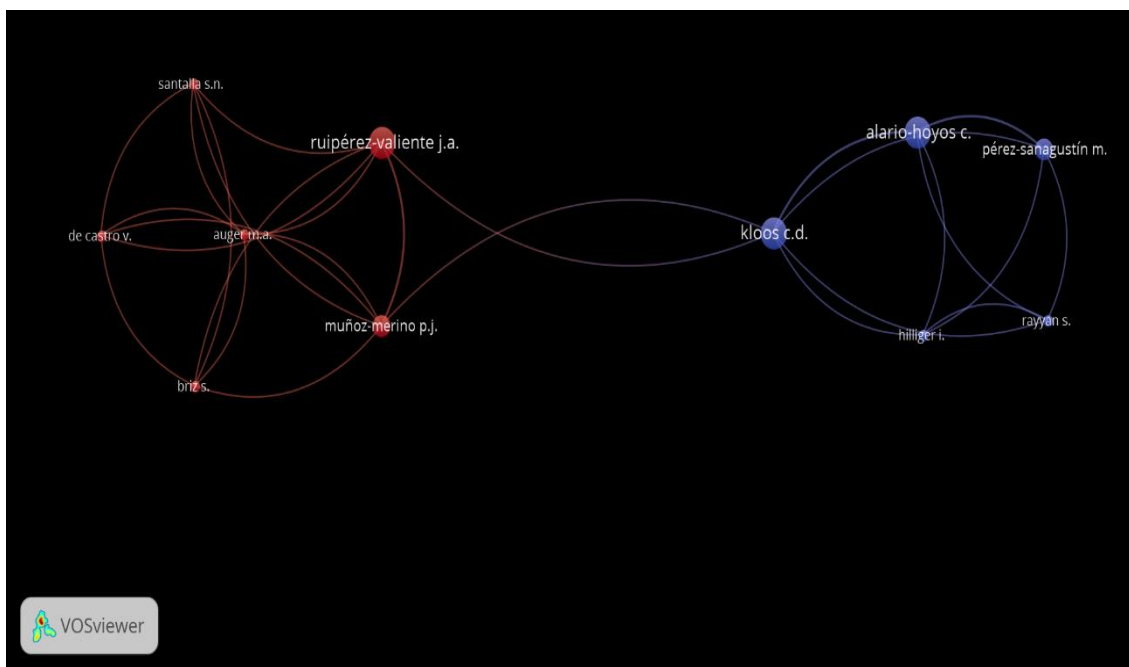 santalla s.n.
ruipérez-valiente j.a.
alario-hoyos c.
pérez-sanagustín m.
de castro v.
auger m.a.
kloos c.d.
muñoz-merino p.j.
rayyan s.
hilliger i.
briz s.
VOSviewer